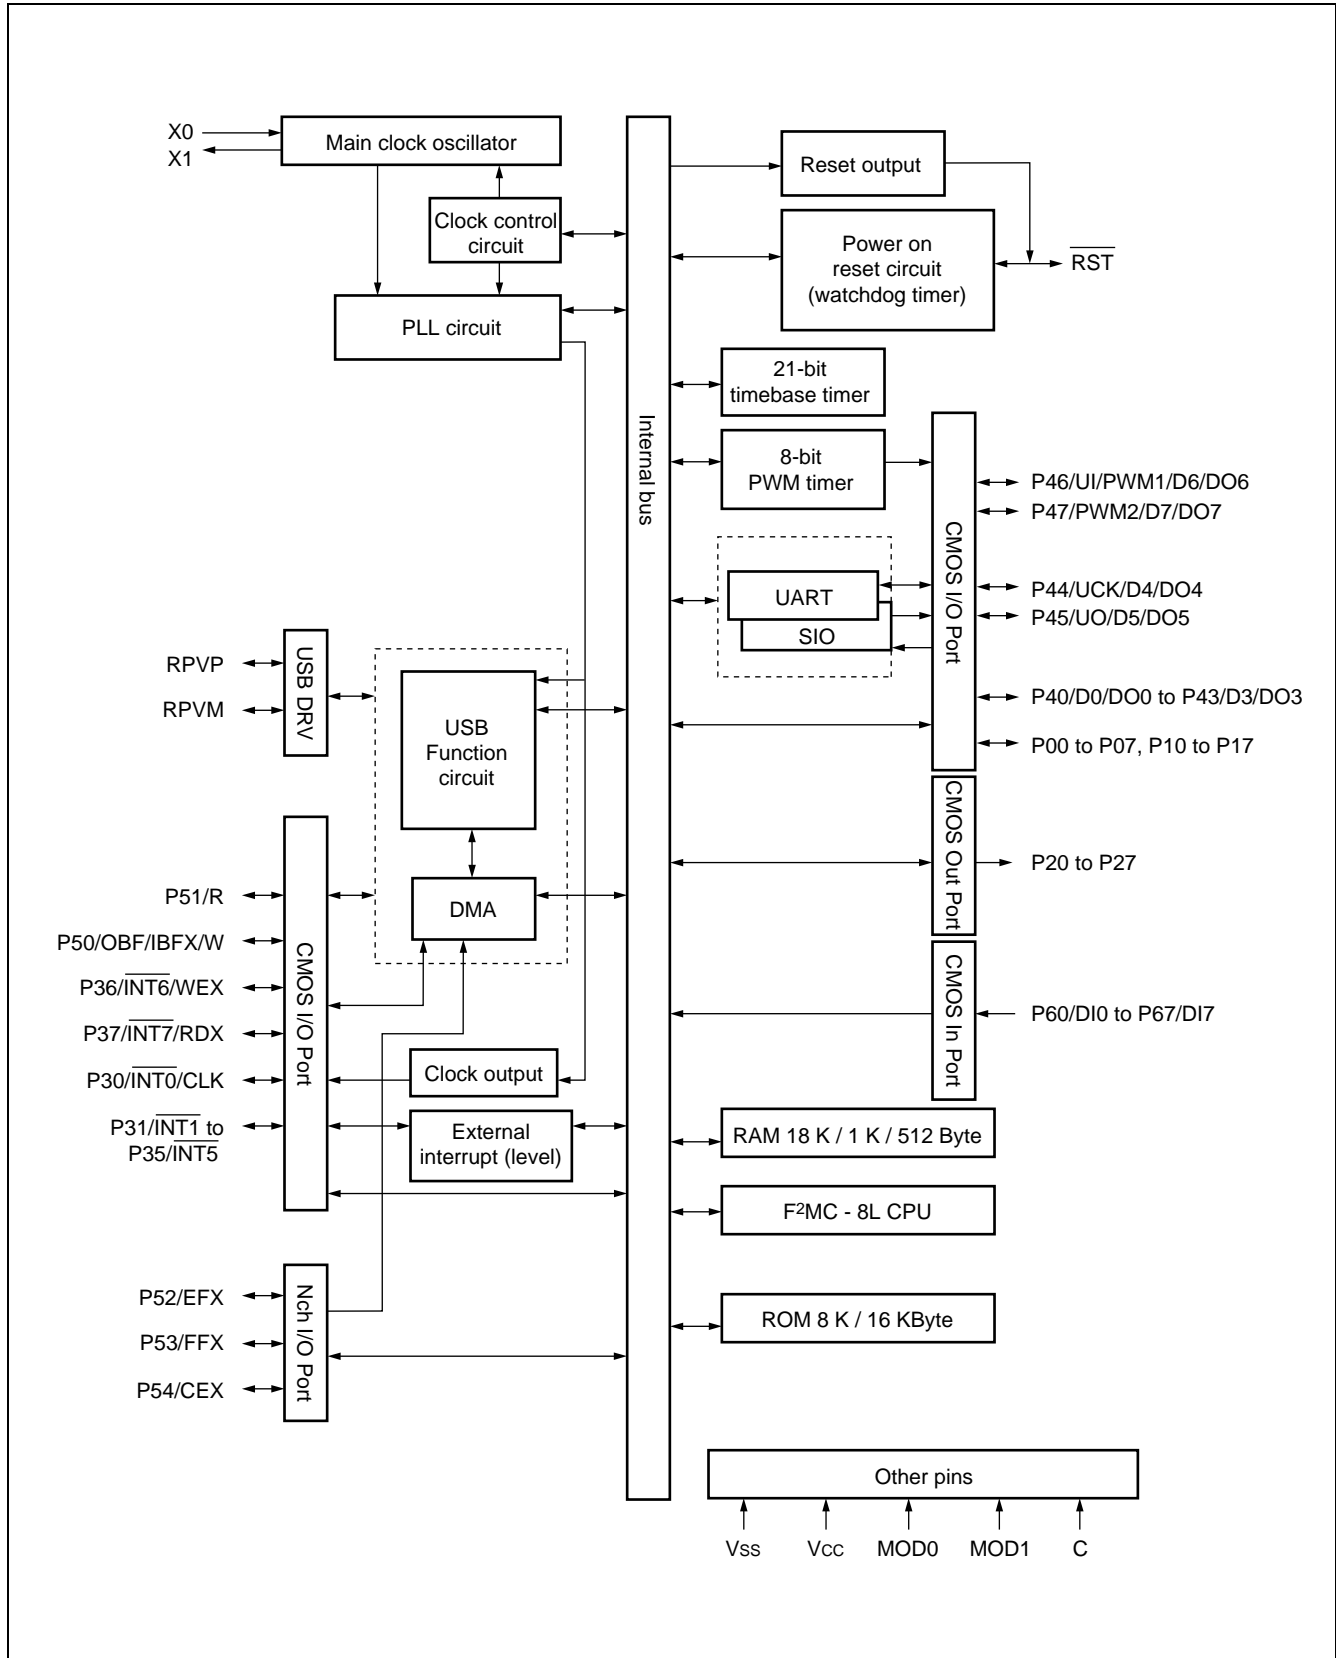 X0
X1
Main clock oscillator
Clock control
circuit
PLL circuit
Internal bus
Reset output
Power on
reset circuit
(watchdog timer)
RST
21-bit
timebase timer
8-bit
PWM timer
UART
SIO
CMOS I/O Port
P46/UI/PWM1/D6/DO6
P47/PWM2/D7/DO7
P44/UCK/D4/DO4
P45/UO/D5/DO5
P40/D0/DO0 to P43/D3/DO3
P00 to P07, P10 to P17
CMOS Out Port
P20 to P27
CMOS In Port
P60/DI0 to P67/DI7
RPVP
RPVM
USB DRV
USB
Function
circuit
DMA
P51/R
P50/OBF/IBFX/W
P36/INT6/WEX
P37/INT7/RDX
P30/INT0/CLK
P31/INT1 to
P35/INT5
CMOS I/O Port
Clock output
External
interrupt (level)
P52/EFX
P53/FFX
P54/CEX
Nch I/O Port
RAM 18 K / 1 K / 512 Byte
F²MC - 8L CPU
ROM 8 K / 16 KByte
Other pins
Vss
Vcc
MOD0
MOD1
C